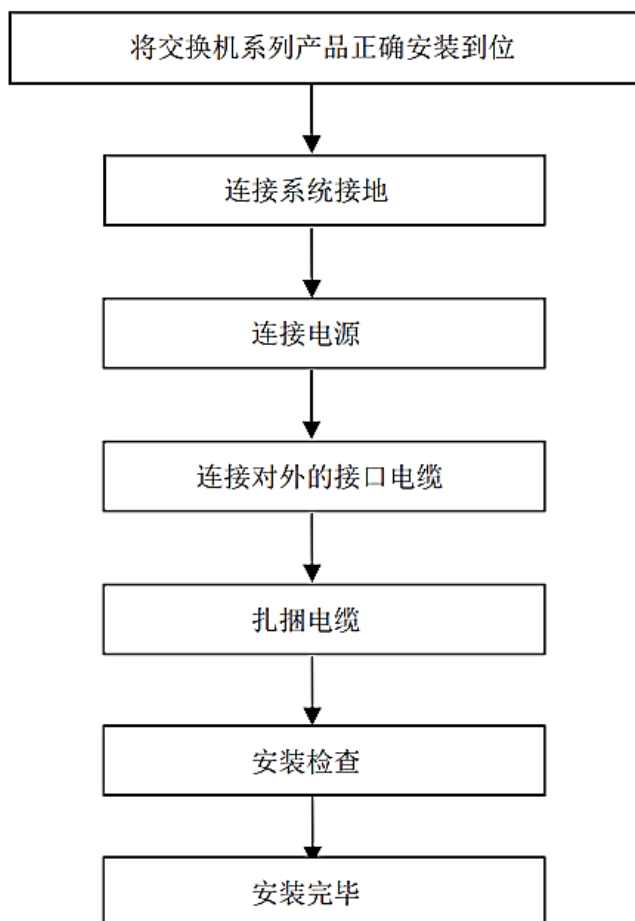 将交换机系列产品正确安装到位
连接系统接地
连接电源
连接对外的接口电缆
扎捆电缆
安装检查
安装完毕